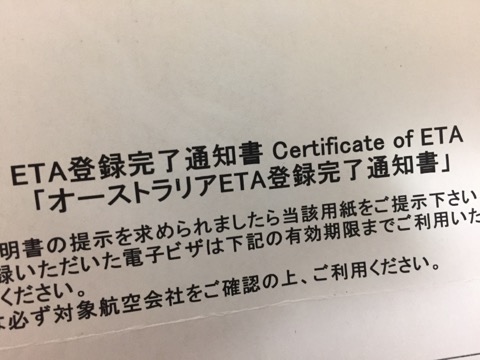 ETA登録完了通知書 Certificate of ETA
「オーストラリアETA登録完了通知書」
明書の提示を求められましたら当該用紙をご提示下さい
録いただいた電子ビザは下記の有効期限までご利用いた
ください。
は必ず対象航空会社をご確認の上、ご利用ください。